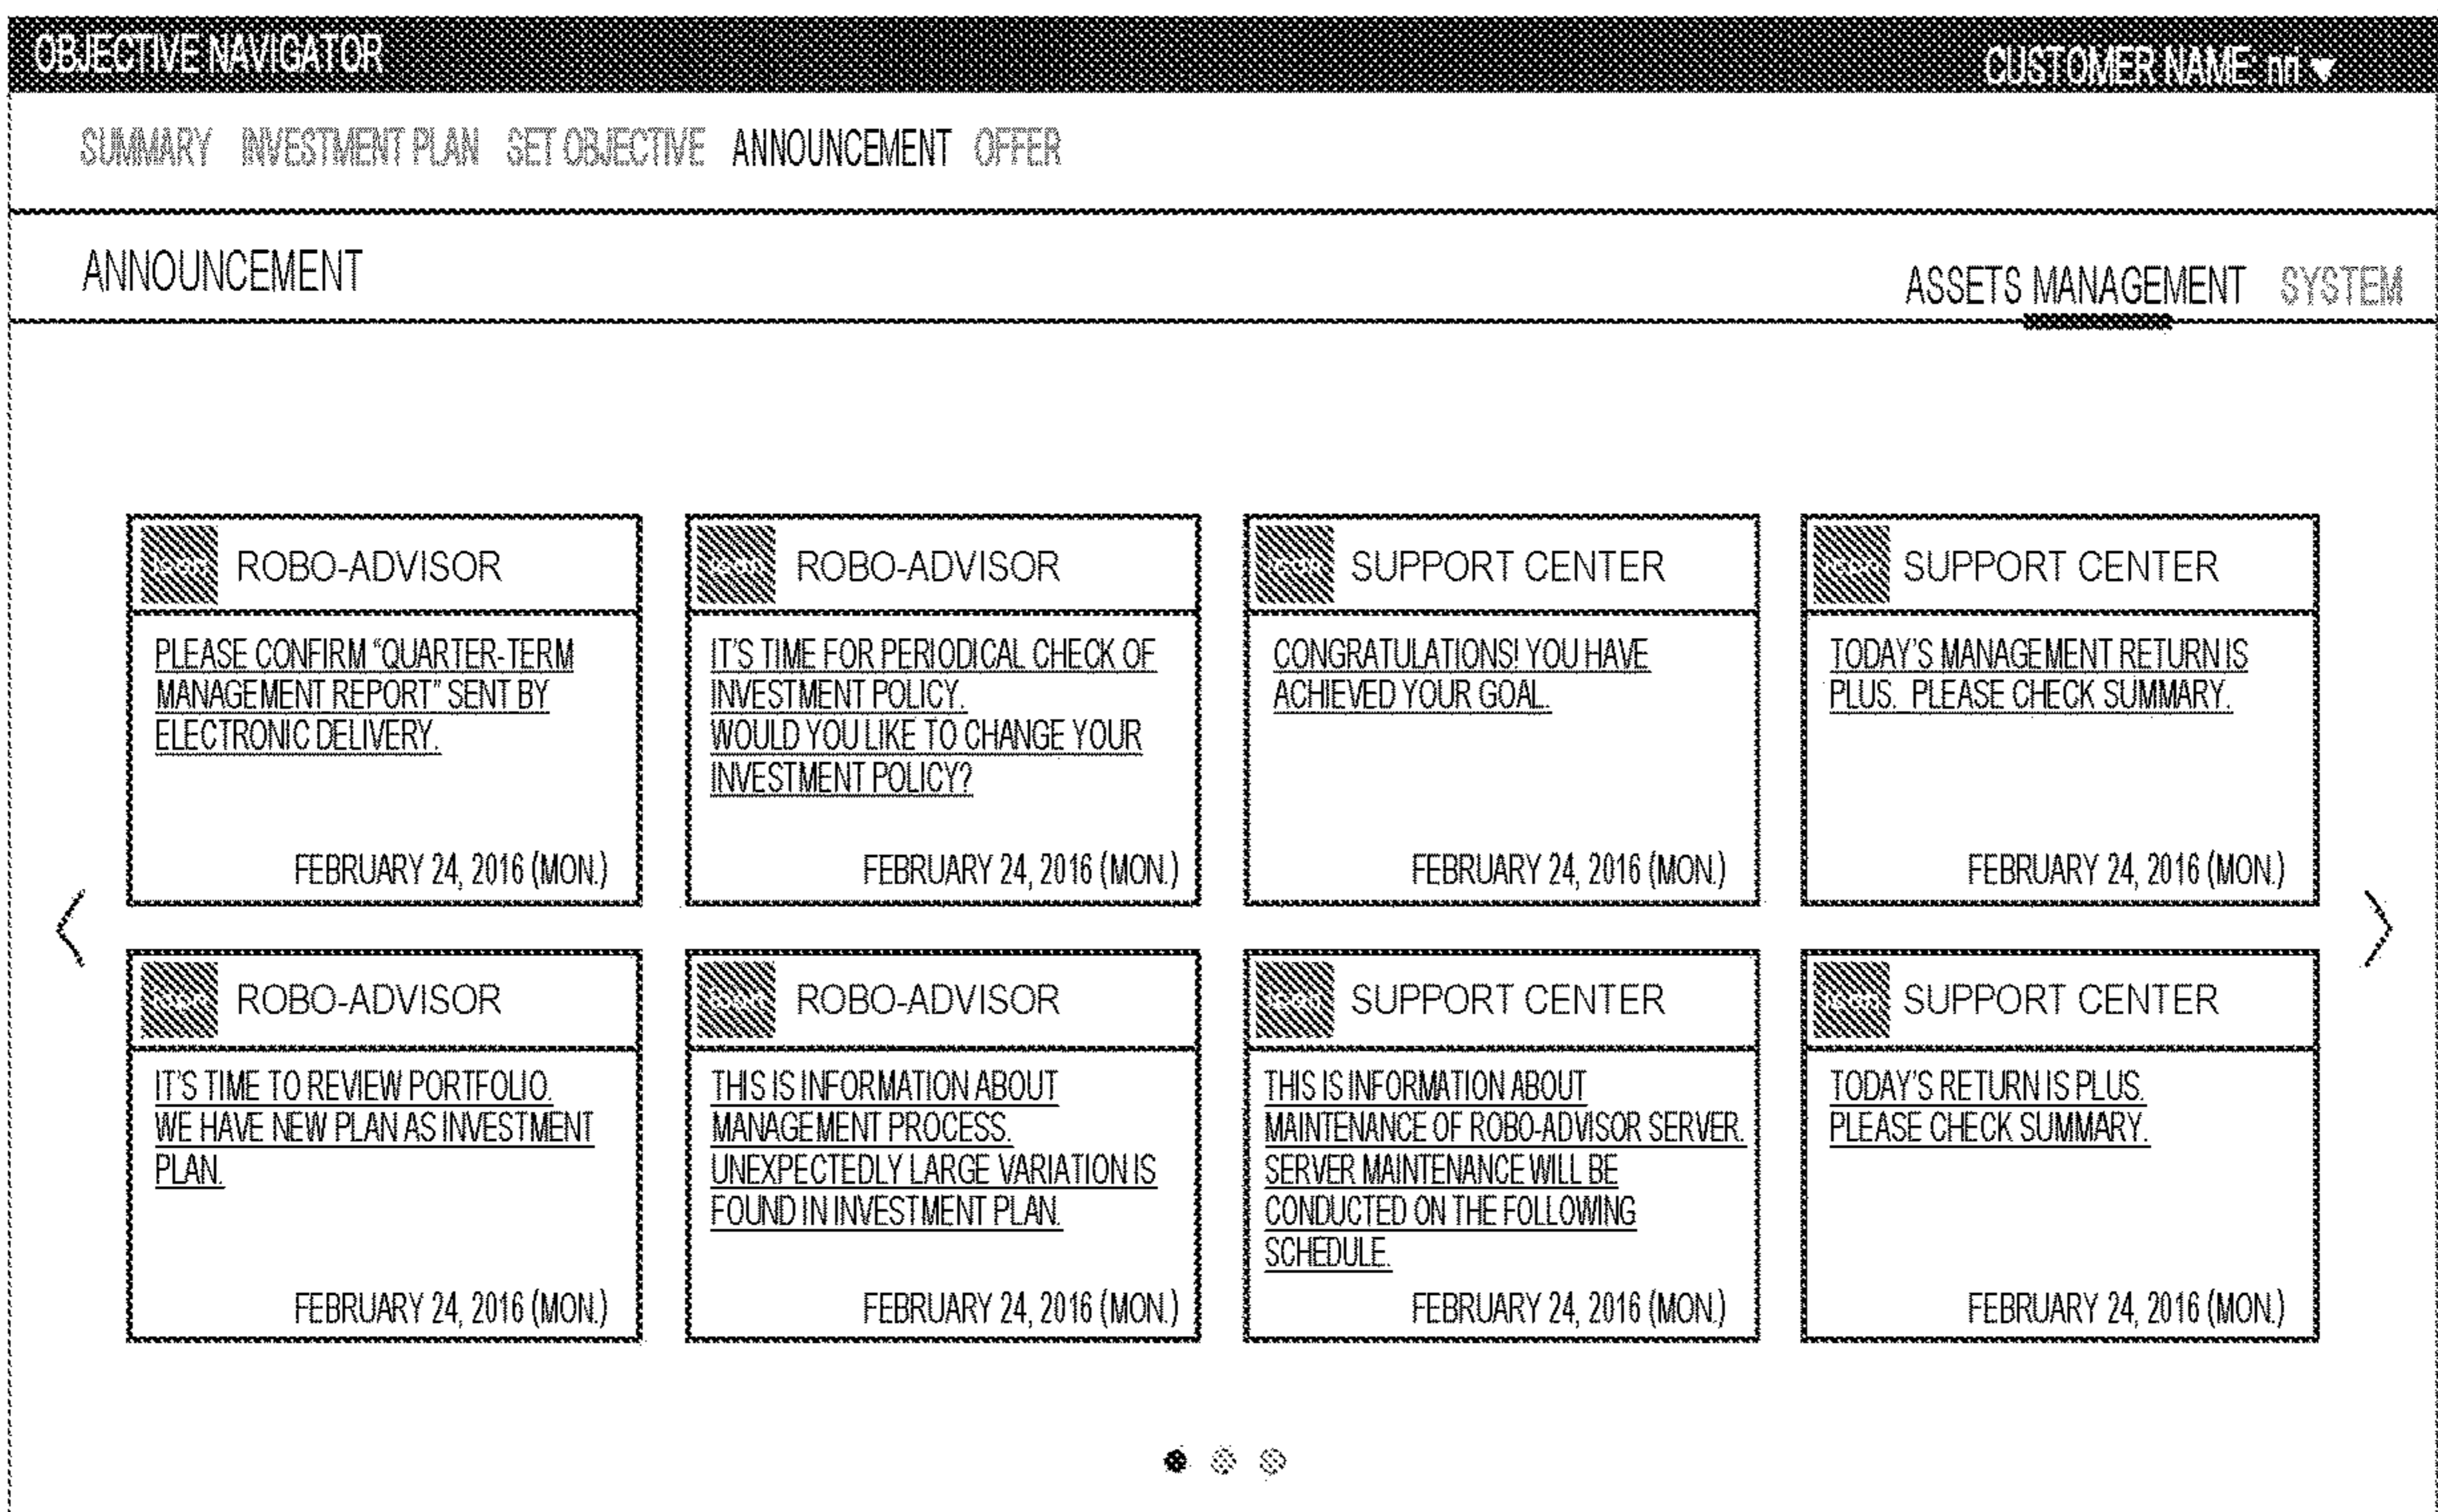 OBJECTIVE NAVIGATOR
CUSTOMER NAME: nri ▼
SUMMARY INVESTMENT PLAN SET OBJECTIVE ANNOUNCEMENT OFFER
ANNOUNCEMENT
ASSETS MANAGEMENT SYSTEM
icon ROBO-ADVISOR
PLEASE CONFIRM “QUARTER-TERM
MANAGEMENT REPORT” SENT BY
ELECTRONIC DELIVERY.
FEBRUARY 24, 2016 (MON.)
icon ROBO-ADVISOR
IT'S TIME FOR PERIODICAL CHECK OF
INVESTMENT POLICY.
WOULD YOU LIKE TO CHANGE YOUR
INVESTMENT POLICY?
FEBRUARY 24, 2016 (MON.)
icon SUPPORT CENTER
CONGRATULATIONS! YOU HAVE
ACHIEVED YOUR GOAL.
FEBRUARY 24, 2016 (MON.)
icon SUPPORT CENTER
TODAY'S MANAGEMENT RETURN IS
PLUS. PLEASE CHECK SUMMARY.
FEBRUARY 24, 2016 (MON.)
icon ROBO-ADVISOR
IT'S TIME TO REVIEW PORTFOLIO.
WE HAVE NEW PLAN AS INVESTMENT
PLAN.
FEBRUARY 24, 2016 (MON.)
icon ROBO-ADVISOR
THIS IS INFORMATION ABOUT
MANAGEMENT PROCESS.
UNEXPECTEDLY LARGE VARIATION IS
FOUND IN INVESTMENT PLAN.
FEBRUARY 24, 2016 (MON.)
icon SUPPORT CENTER
THIS IS INFORMATION ABOUT
MAINTENANCE OF ROBO-ADVISOR SERVER.
SERVER MAINTENANCE WILL BE
CONDUCTED ON THE FOLLOWING
SCHEDULE.
FEBRUARY 24, 2016 (MON.)
icon SUPPORT CENTER
TODAY'S RETURN IS PLUS.
PLEASE CHECK SUMMARY.
FEBRUARY 24, 2016 (MON.)